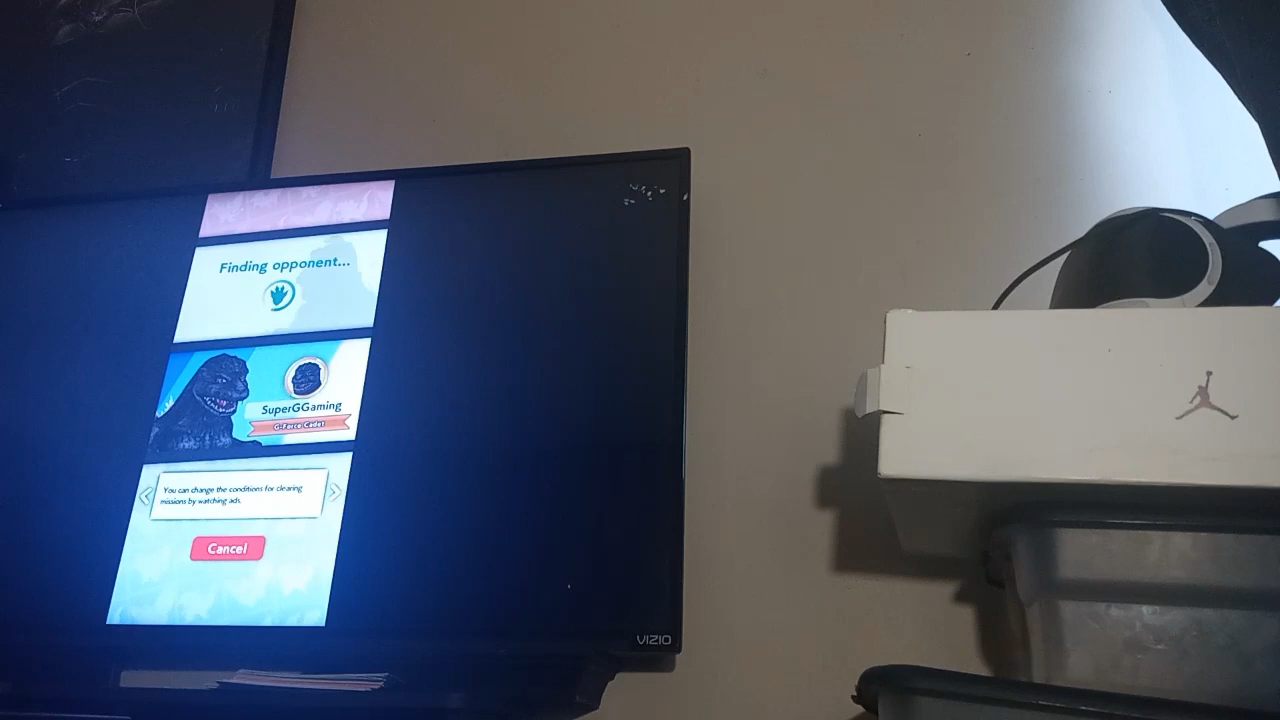 Finding opponent...
SuperGGaming
G-Force Cadet
You can change the conditions for clearing
missions by watching ads.
Cancel
VIZIO